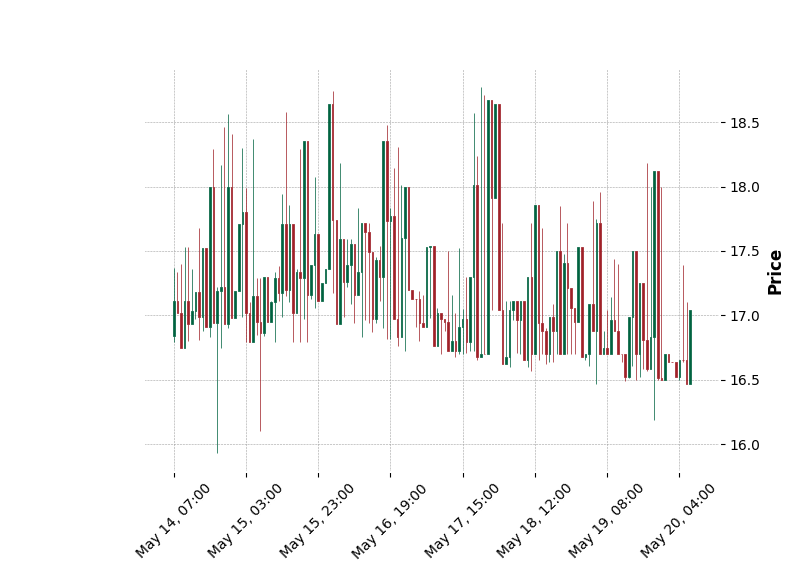 18.5
18.0
17.5
17.0
16.5
16.0
Price
May 14, 07:00
May 15, 03:00
May 15, 23:00
May 16, 19:00
May 17, 15:00
May 18, 12:00
May 19, 08:00
May 20, 04:00